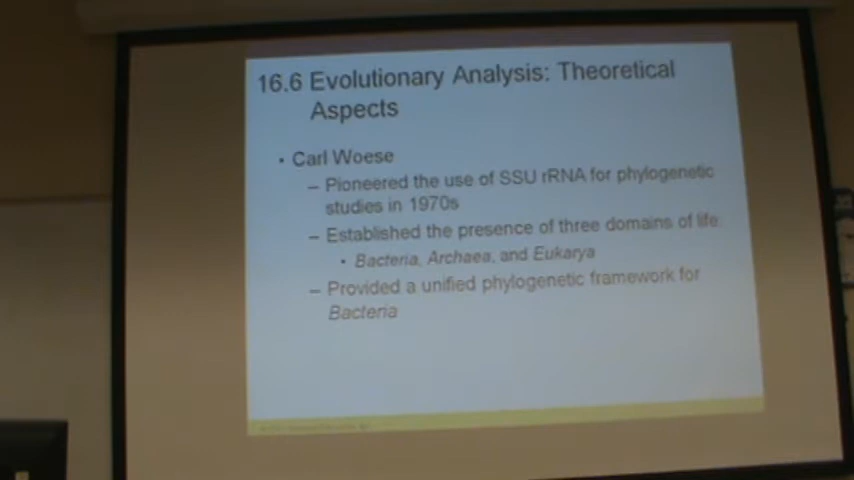 16.6 Evolutionary Analysis: Theoretical
Aspects
• Carl Woese
– Pioneered the use of SSU rRNA for phylogenetic
studies in 1970s
– Established the presence of three domains of life:
• Bacteria, Archaea, and Eukarya
– Provided a unified phylogenetic framework for
Bacteria